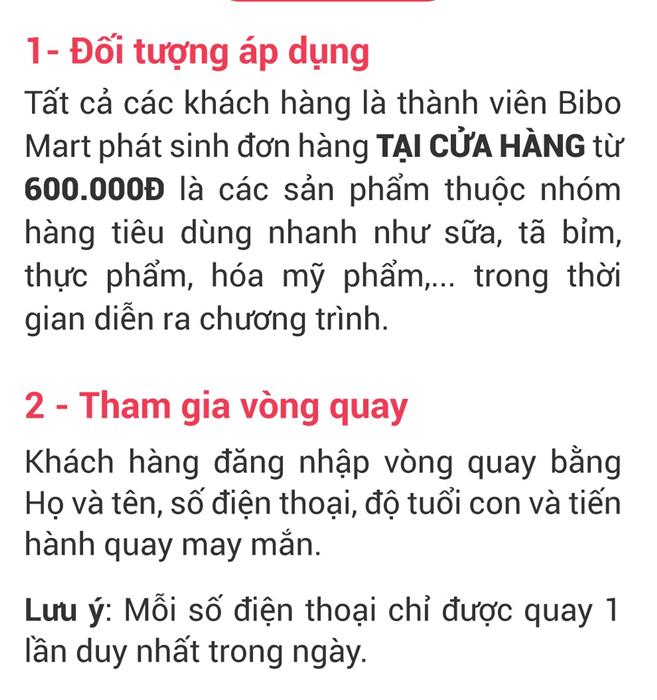 1- Đối tượng áp dụng
Tất cả các khách hàng là thành viên Bibo
Mart phát sinh đơn hàng TẠI CỬA HÀNG từ
600.000Đ là các sản phẩm thuộc nhóm
hàng tiêu dùng nhanh như sữa, tã bỉm,
thực phẩm, hóa mỹ phẩm,... trong thời
gian diễn ra chương trình.
2 - Tham gia vòng quay
Khách hàng đăng nhập vòng quay bằng
Họ và tên, số điện thoại, độ tuổi con và tiến
hành quay may mắn.
Lưu ý: Mỗi số điện thoại chỉ được quay 1
lần duy nhất trong ngày.